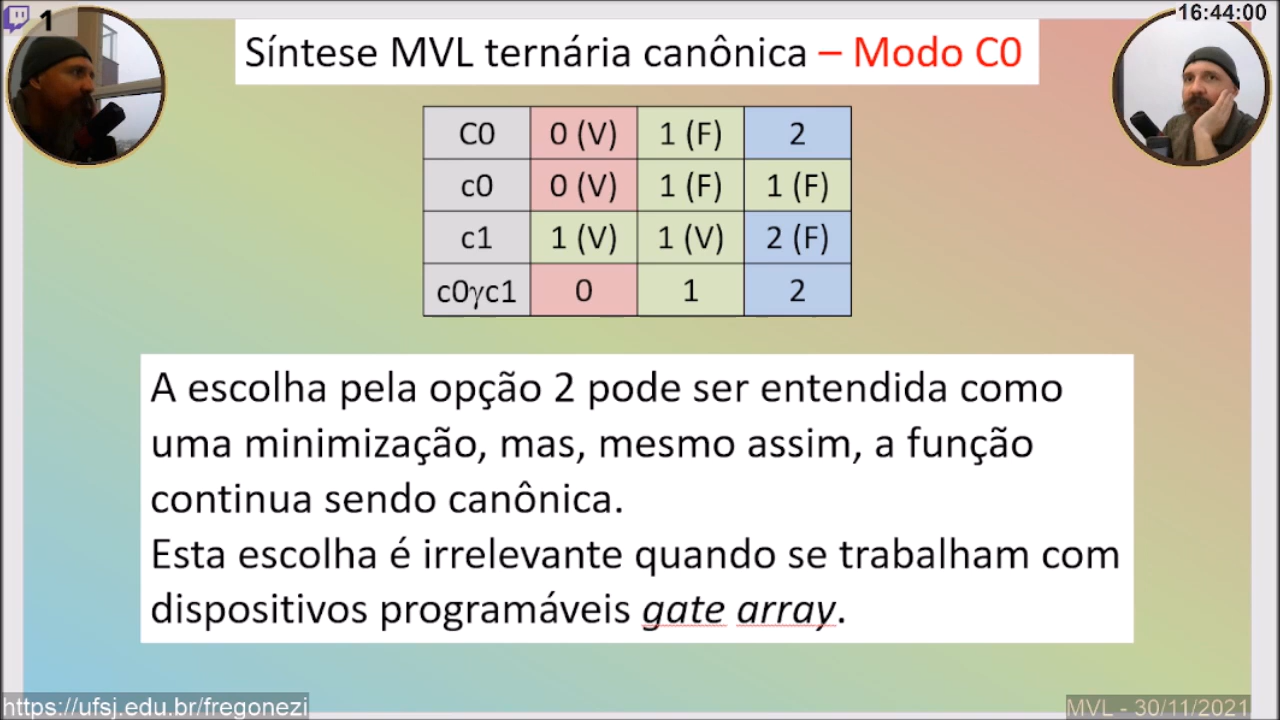 1
16:44:00
Síntese MVL ternária canônica – Modo C0
C0 0 (V) 1 (F) 2
c0 0 (V) 1 (F) 1 (F)
c1 1 (V) 1 (V) 2 (F)
c0γc1 0 1 2
A escolha pela opção 2 pode ser entendida como
uma minimização, mas, mesmo assim, a função
continua sendo canônica.
Esta escolha é irrelevante quando se trabalham com
dispositivos programáveis gate array.
https://ufsj.edu.br/fregonezi
MVL - 30/11/2021